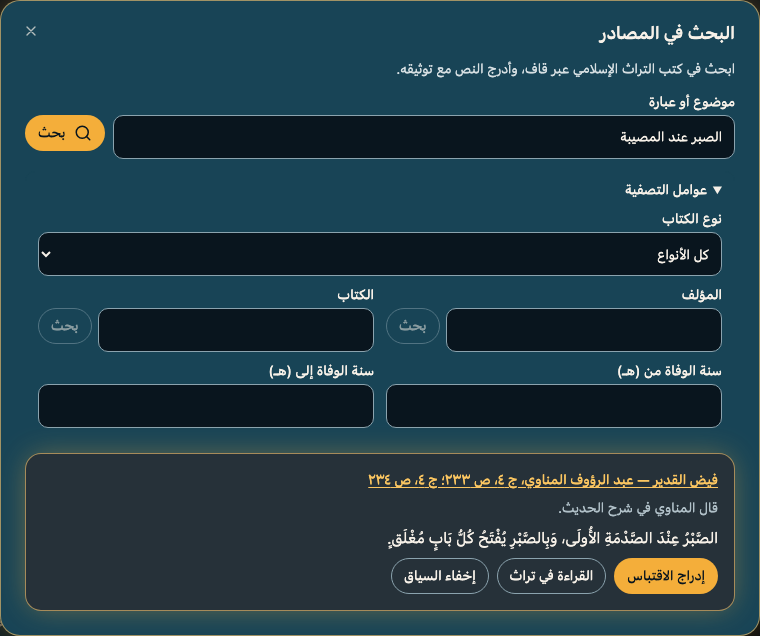 البحث في المصادر
ابحث في كتب التراث الإسلامي عبر قاف، وأدرج النص مع توثيقه.
موضوع أو عبارة
الصبر عند المصيبة
بحث
▼ عوامل التصفية
نوع الكتاب
كل الأنواع
المؤلف
بحث
الكتاب
بحث
سنة الوفاة من (هـ)
سنة الوفاة إلى (هـ)
فيض القدير — عبد الرؤوف المناوي، ج ٤، ص ٢٣٣؛ ج ٤، ص ٢٣٤
قال المناوي في شرح الحديث.
الصَّبْرُ عِنْدَ الصَّدْمَةِ الأُولَى، وَبِالصَّبْرِ يُفْتَحُ كُلُّ بَابٍ مُغْلَقٍ.
إدراج الاقتباس
القراءة في تراث
إخفاء السياق